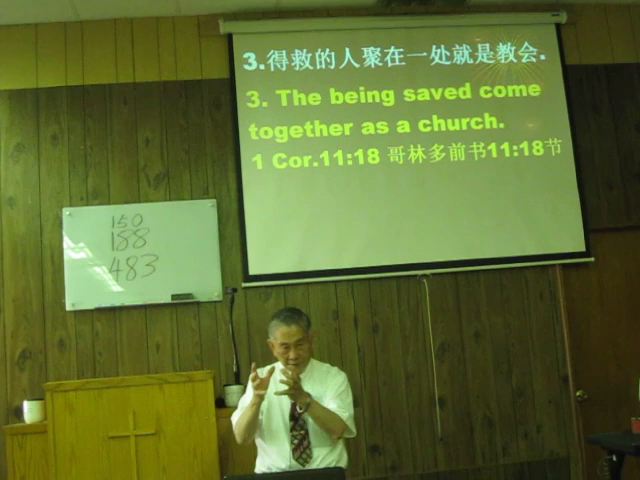 3.得救的人聚在一处就是教会.
3. The being saved come
together as a church.
1 Cor.11:18 哥林多前书11:18节
150
188
483